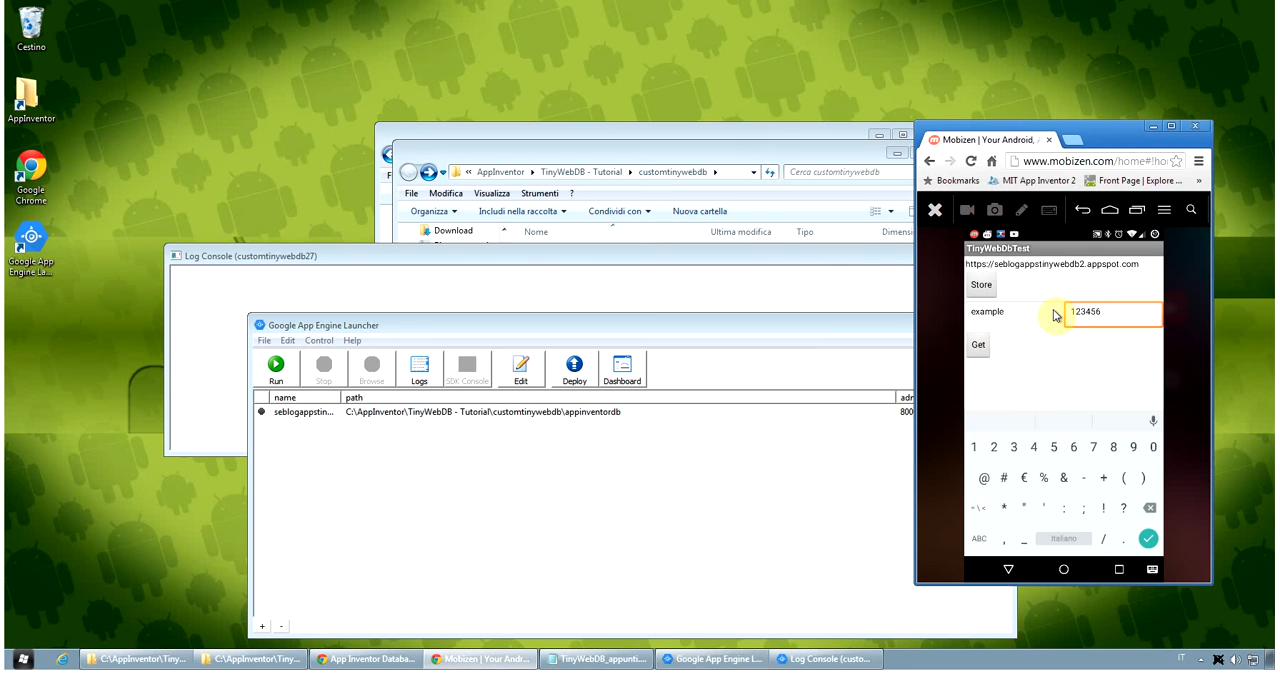 Cestino
AppInventor
Google
Chrome
Google App
Engine La...
AppInventor
TinyWebDB - Tutorial
customtinywebdb
Cerca customtinywebdb
File
Modifica
Visualizza
Strumenti
?
Organizza
Includi nella raccolta
Condividi con
Nuova cartella
Download
Nome
Ultima modifica
Tipo
Dimensi
Log Console (customtinywebdb27)
Google App Engine Launcher
File Edit Control Help
Run Stop Browse Logs SDK Console Edit Deploy Dashboard
name path adn
seblogappstin... C:\AppInventor\TinyWebDB - Tutorial\customtinywebdb\appinventordb 800
+ -
Mobizen | Your Android,
www.mobizen.com/home#!ho
Bookmarks MIT App Inventor 2 Front Page | Explore ... »
TinyWebDbTest
https://seblogappstinywebdb2.appspot.com
Store
example 123456
Get
1 2 3 4 5 6 7 8 9 0
@ # € % & - + ( )
=\< * " ' : ; ! ?
ABC , _ Italiano / .
C:\AppInventor\Tiny...
C:\AppInventor\Tiny...
App Inventor Databa...
Mobizen | Your Andr...
TinyWebDB_appunti...
Google App Engine L...
Log Console (custo...
IT